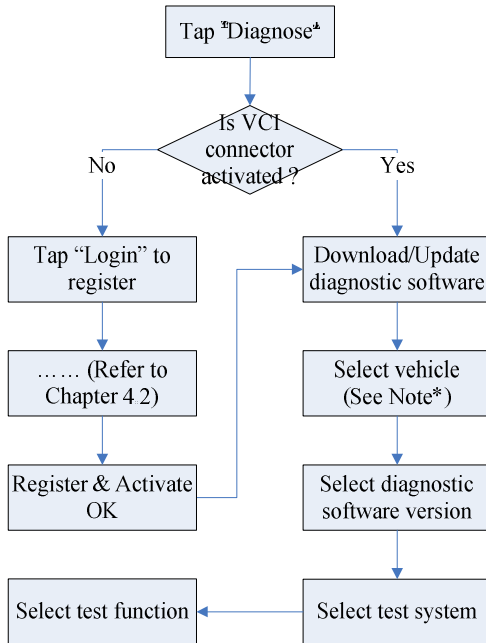 Tap "Diagnose"
Is VCI
connector
activated ?
No
Yes
Tap “Login” to
register
Download/Update
diagnostic software
…… (Refer to
Chapter 4.2)
Select vehicle
(See Note*)
Register & Activate
OK
Select diagnostic
software version
Select test function
Select test system